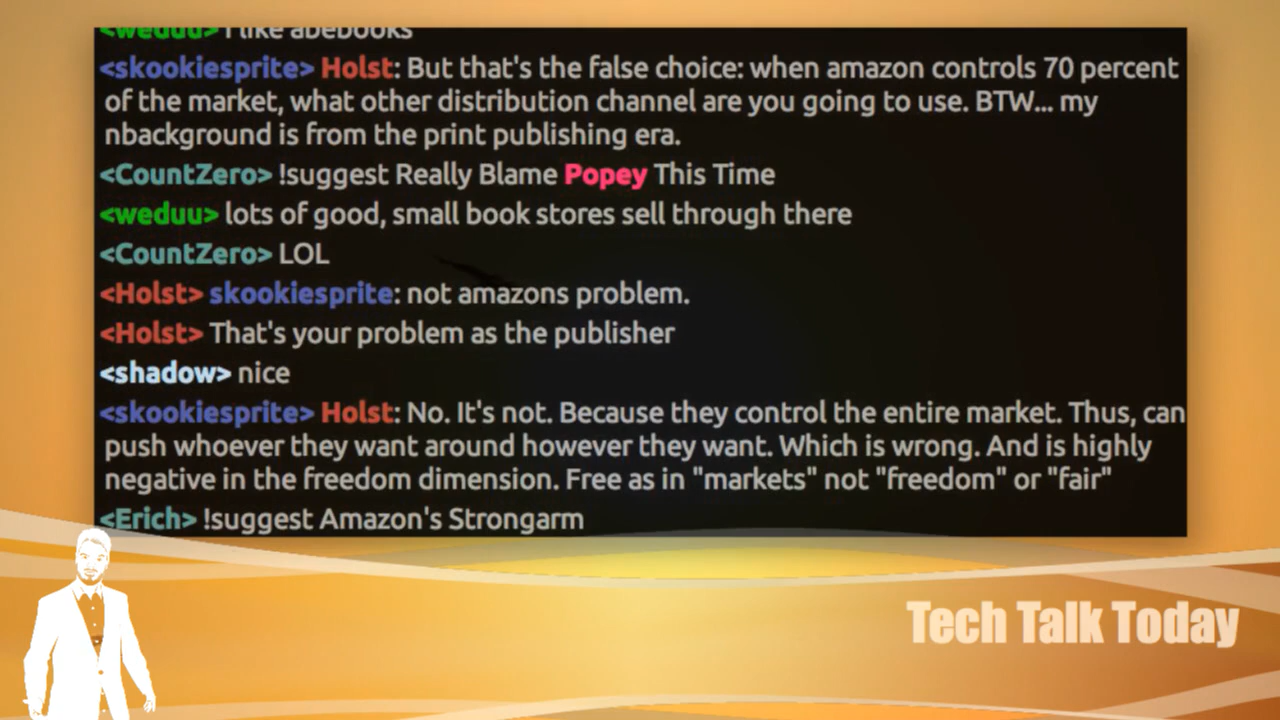 <weduu> I like abebooks
<skookiesprite> Holst: But that's the false choice: when amazon controls 70 percent
of the market, what other distribution channel are you going to use. BTW... my
nbackground is from the print publishing era.
<CountZero> !suggest Really Blame Popey This Time
<weduu> lots of good, small book stores sell through there
<CountZero> LOL
<Holst> skookiesprite: not amazons problem.
<Holst> That's your problem as the publisher
<shadow> nice
<skookiesprite> Holst: No. It's not. Because they control the entire market. Thus, can
push whoever they want around however they want. Which is wrong. And is highly
negative in the freedom dimension. Free as in "markets" not "freedom" or "fair"
<Erich> !suggest Amazon's Strongarm
Tech Talk Today